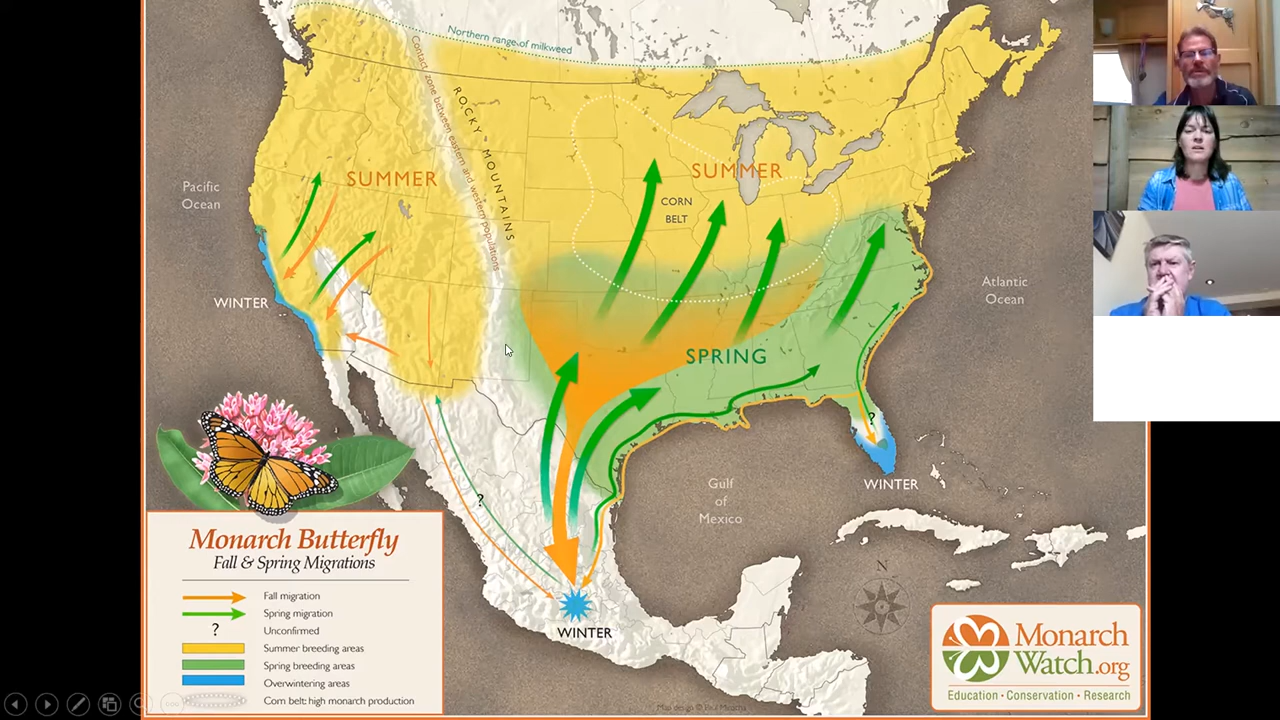 Northern range of milkweed
Contact zone between eastern and western populations
ROCKY MOUNTAINS
Pacific
Ocean
SUMMER
SUMMER
CORN
BELT
WINTER
Atlantic
Ocean
SPRING
?
WINTER
?
Gulf
of
Mexico
WINTER
N
Monarch Butterfly
Fall & Spring Migrations
Fall migration
Spring migration
? Unconfirmed
Summer breeding areas
Spring breeding areas
Overwintering areas
Corn belt: high monarch production
Monarch
Watch.org
Education • Conservation • Research